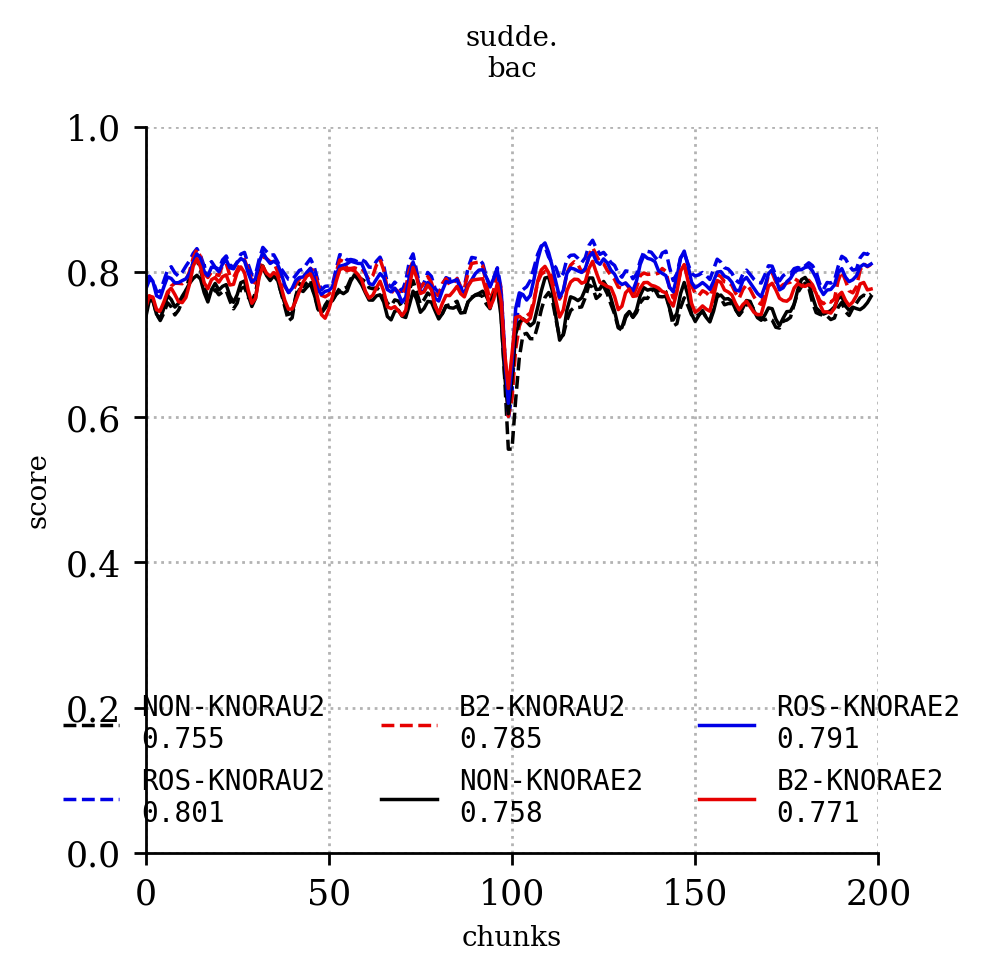 sudde.
bac
1.0
0.8
0.6
0.4
0.2
0.0
score
NON-KNORAU2
0.755
ROS-KNORAU2
0.801
B2-KNORAU2
0.785
NON-KNORAE2
0.758
ROS-KNORAE2
0.791
B2-KNORAE2
0.771
0 50 100 150 200
chunks